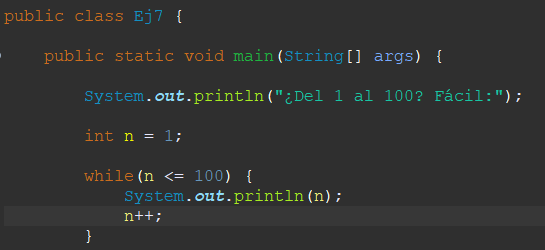 public class Ej7 {
public static void main(String[] args) {
System.out.println("¿Del 1 al 100? Fácil:");
int n = 1;
while(n <= 100) {
System.out.println(n);
n++;
}